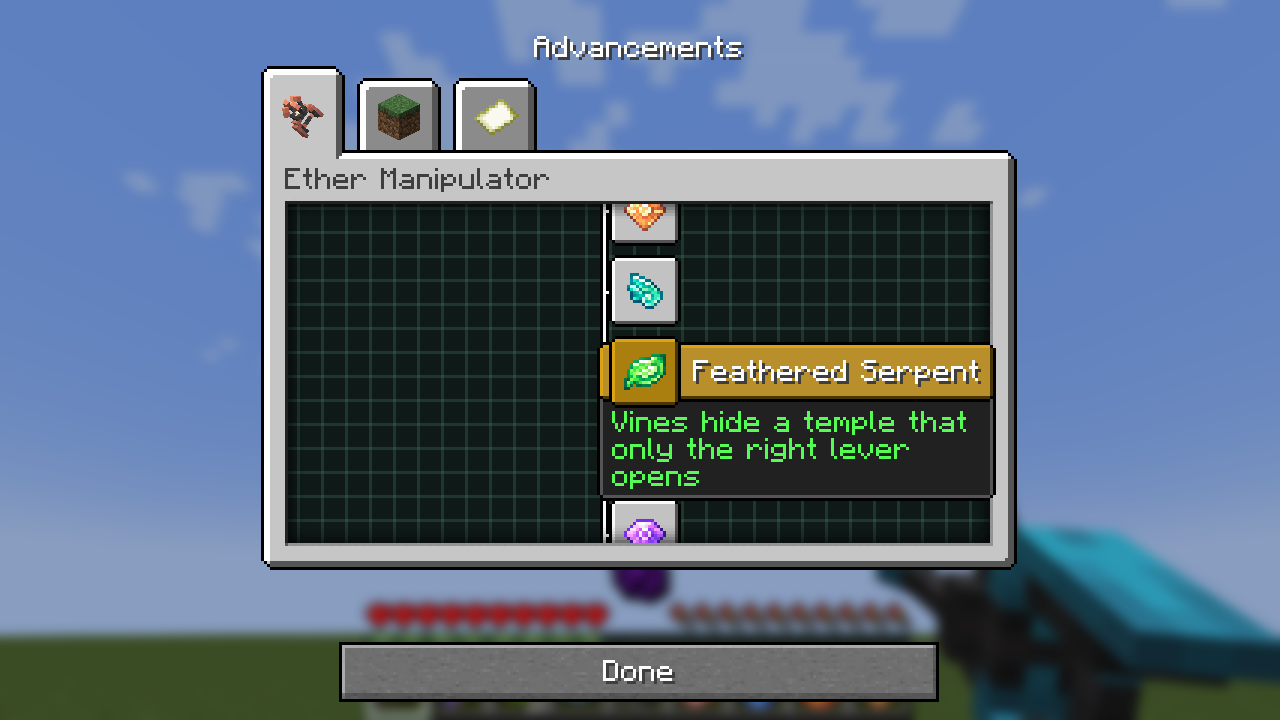 Advancements
Ether Manipulator
Feathered Serpent
Vines hide a temple that
only the right lever
opens
Done